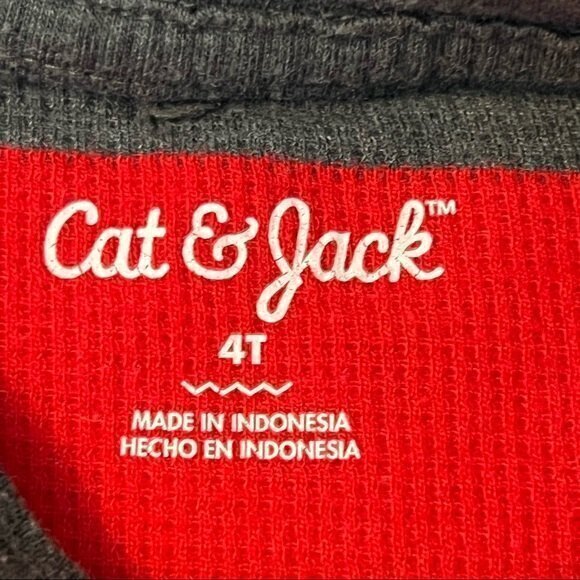 Cat & Jack™
4T
MADE IN INDONESIA
HECHO EN INDONESIA